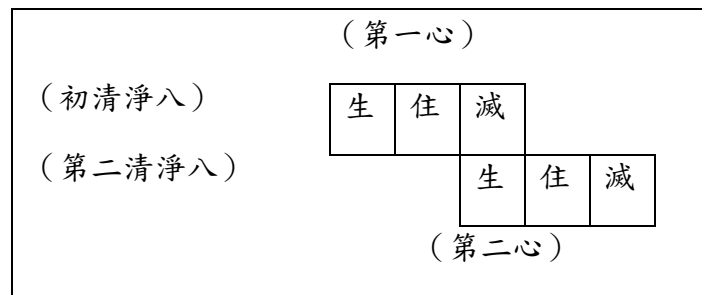 （第一心）
（初清淨八） 生 住 滅
（第二清淨八） 生 住 滅
（第二心）